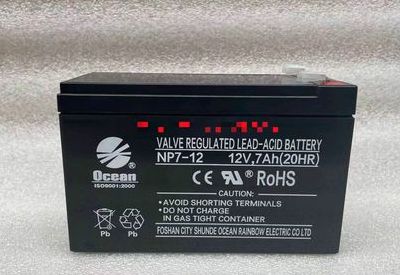 VALVE REGULATED LEAD-ACID BATTERY
NP7-12 12V,7Ah(20HR)
Ocean
ISO9001:2000
CE RoHS
CAUTION:
AVOID SHORTING TERMINALS
DO NOT CHARGE
IN GAS TIGHT CONTAINER
Pb Pb
FOSHAN CITY SHUNDE OCEAN RAINBOW ELECTRIC CO LTD